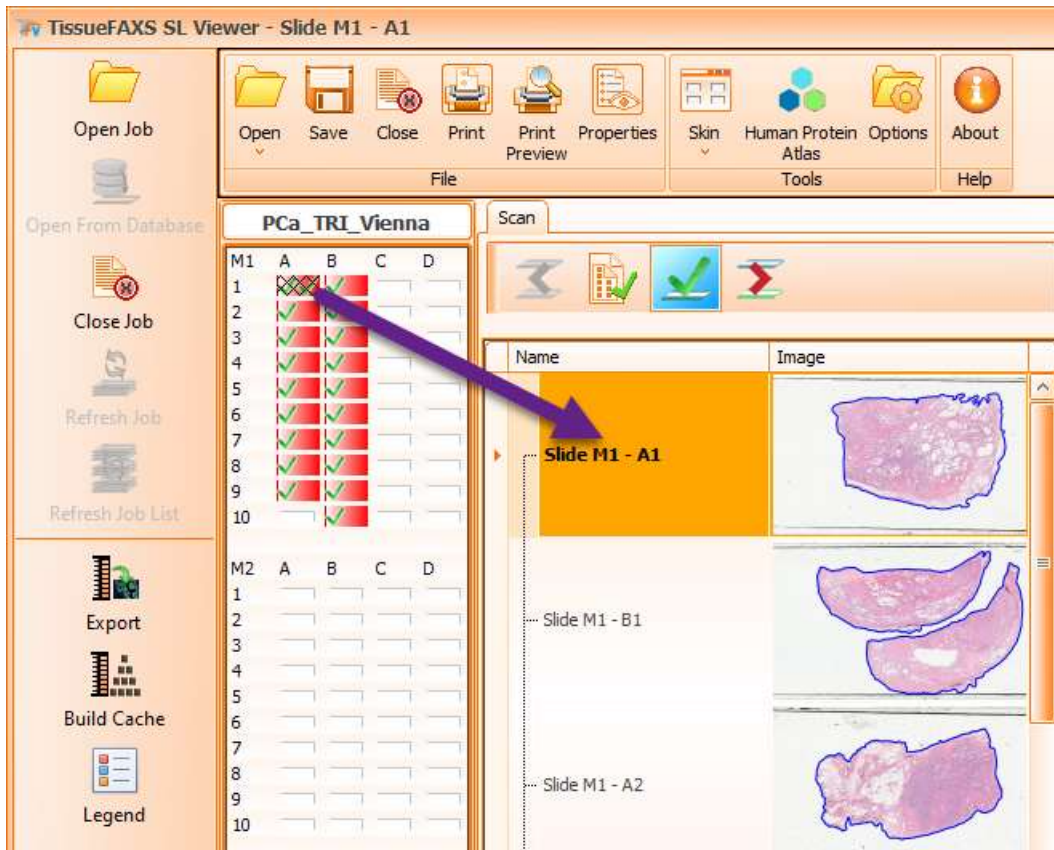 TissueFAXS SL Viewer - Slide M1 - A1
Open Job
Open From Database
Close Job
Refresh Job
Refresh Job List
Export
Build Cache
Legend
Open Save Close Print Print Preview Properties
File
Skin Human Protein Atlas Options
Tools
About
Help
PCa_TRI_Vienna
M1 A B C D
1
2
3
4
5
6
7
8
9
10
M2 A B C D
1
2
3
4
5
6
7
8
9
10
Scan
Name Image
Slide M1 - A1
Slide M1 - B1
Slide M1 - A2